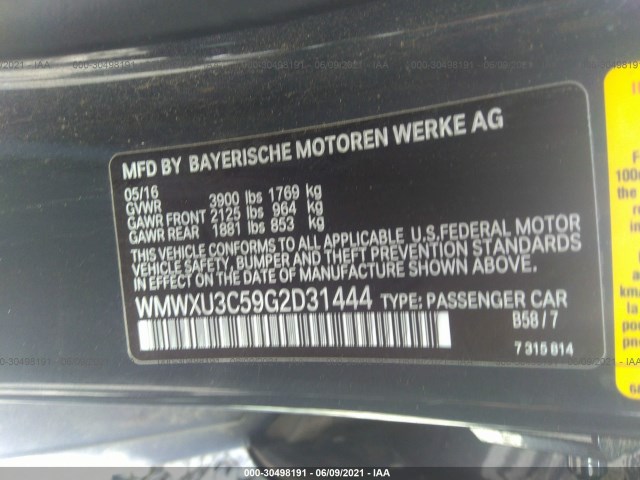 MFD BY BAYERISCHE MOTOREN WERKE AG
05/16
GVWR 3900 lbs 1769 kg
GAWR FRONT 2125 lbs 964 kg
GAWR REAR 1881 lbs 853 kg
THIS VEHICLE CONFORMS TO ALL APPLICABLE U.S.FEDERAL MOTOR
VEHICLE SAFETY, BUMPER, AND THEFT PREVENTION STANDARDS
IN EFFECT ON THE DATE OF MANUFACTURE SHOWN ABOVE.
WMWXU3C59G2D31444 TYPE: PASSENGER CAR
B58/7
7 315 814
000 - 30498191 - 06/09/2021 - IAA